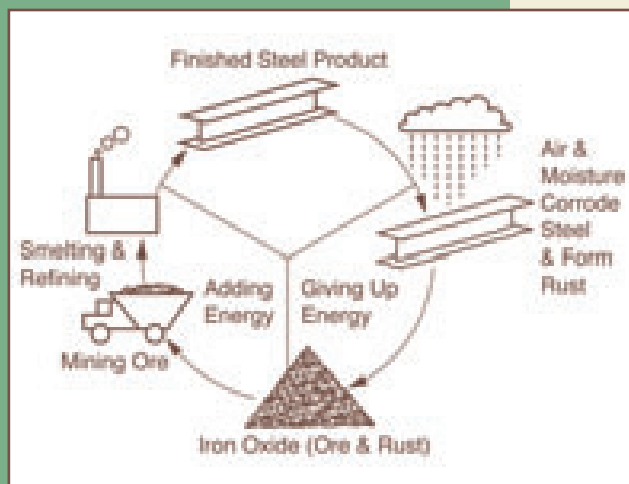 Finished Steel Product
Air &
Moisture
Corrode
Steel
& Form
Rust
Smelting &
Refining
Adding
Energy
Giving Up
Energy
Mining Ore
Iron Oxide (Ore & Rust)